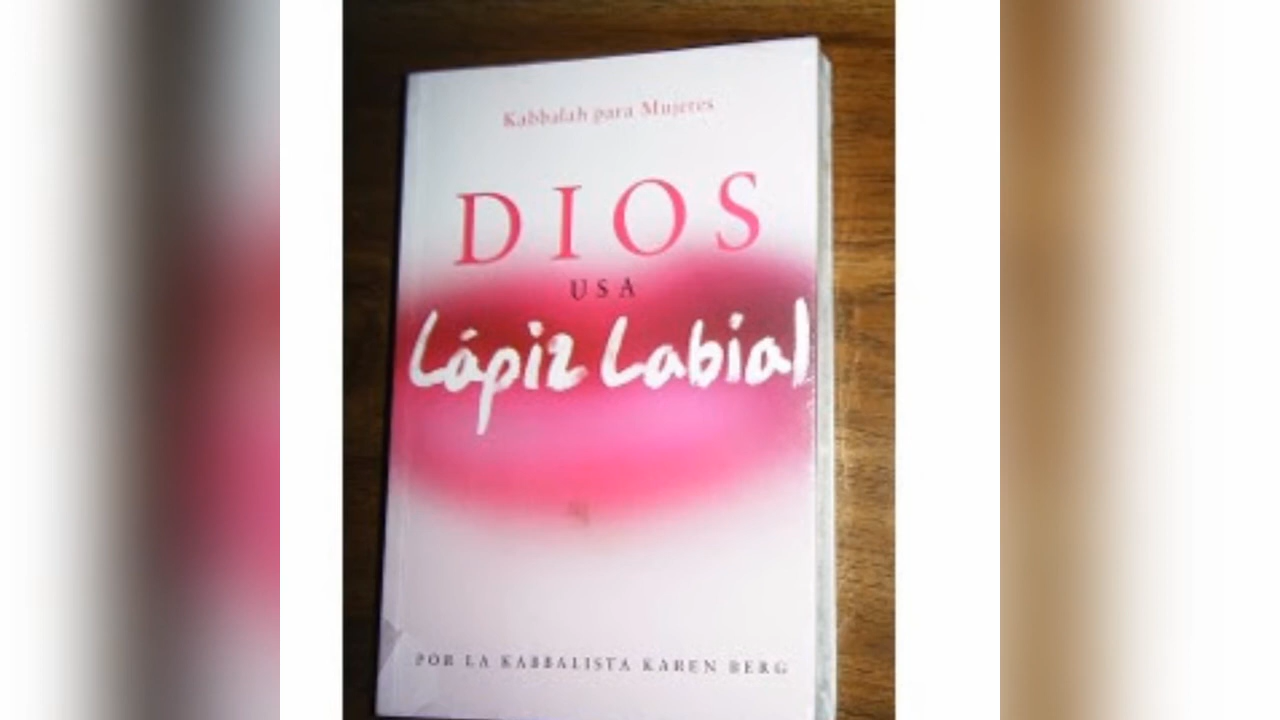 Kabbalah para Mujeres
DIOS
USA
Lápiz Labial
POR LA KABBALISTA KAREN BERG